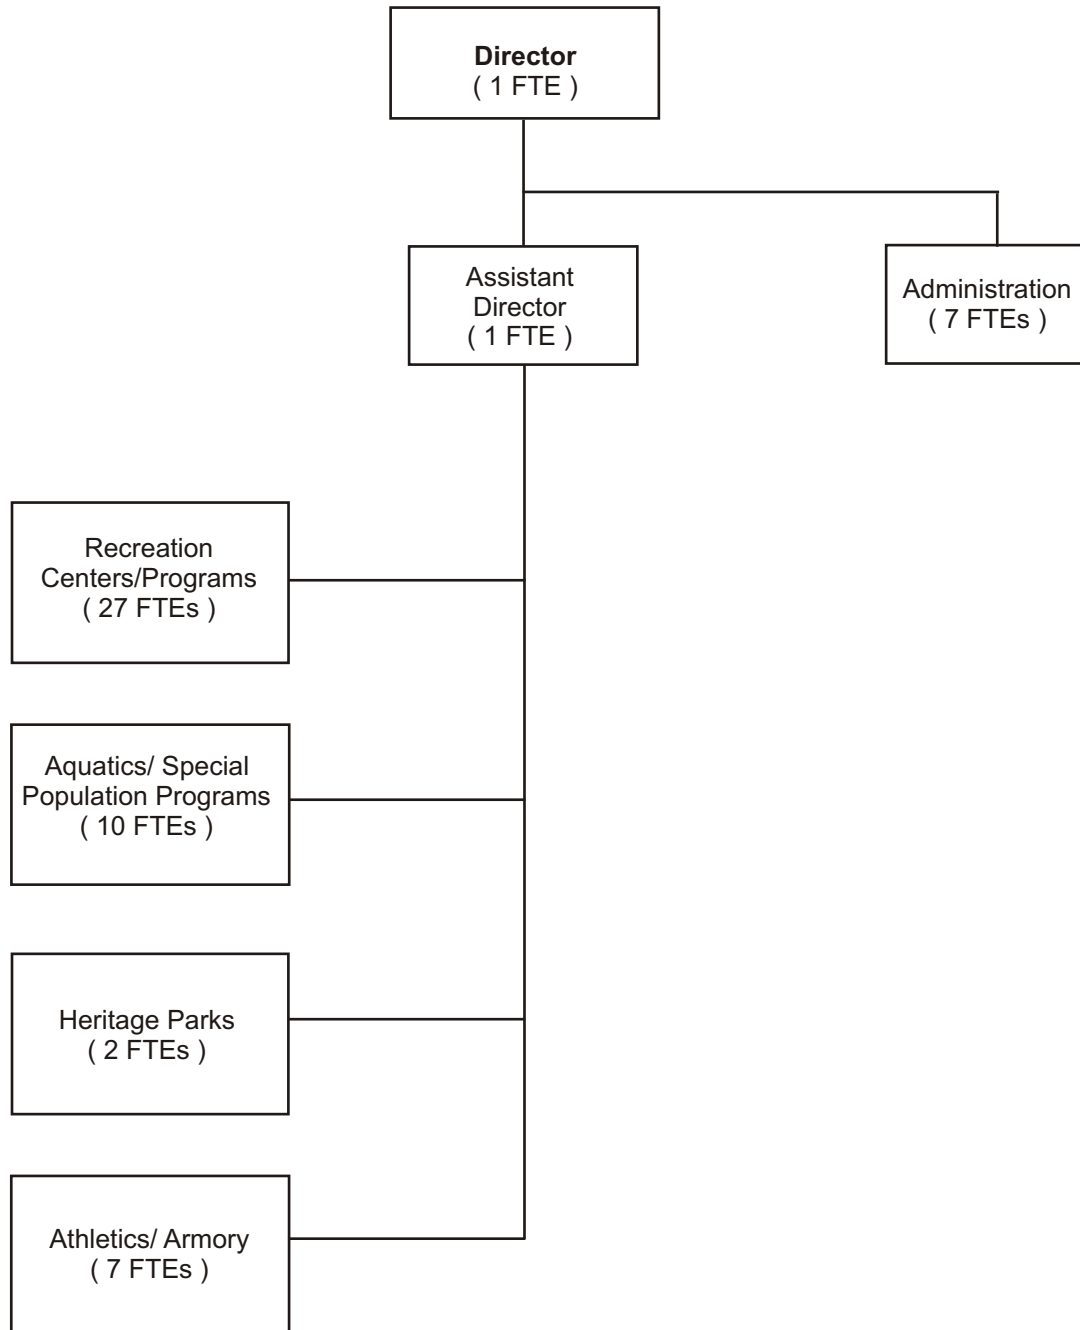 Director
( 1 FTE )
Assistant
Director
( 1 FTE )
Administration
( 7 FTEs )
Recreation
Centers/Programs
( 27 FTEs )
Aquatics/ Special
Population Programs
( 10 FTEs )
Heritage Parks
( 2 FTEs )
Athletics/ Armory
( 7 FTEs )